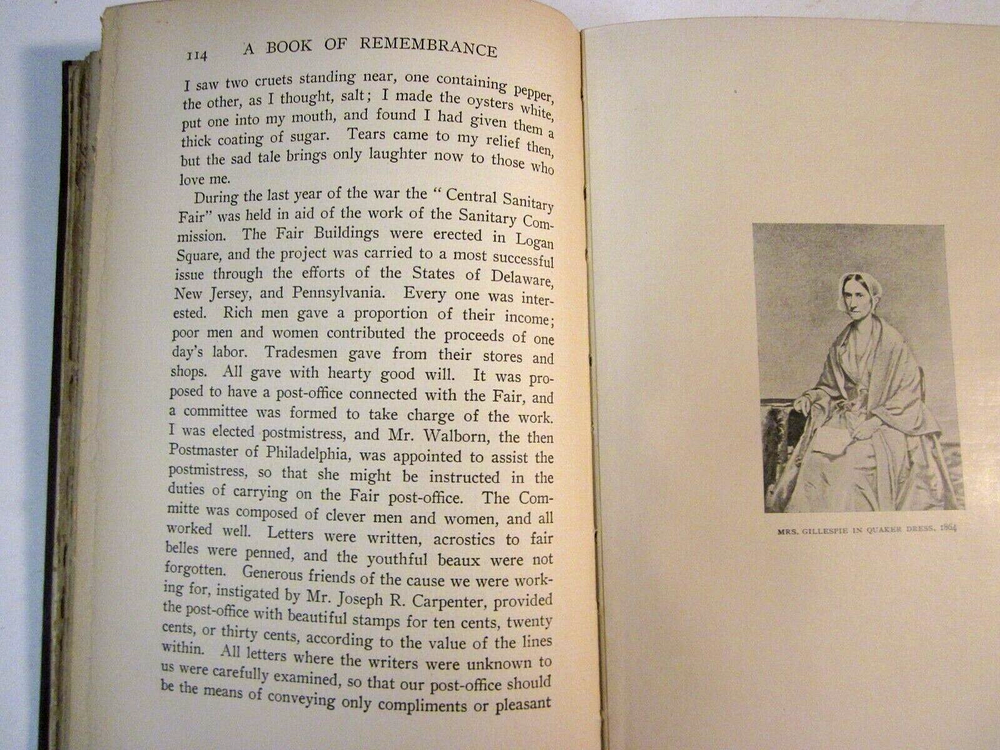 114 A BOOK OF REMEMBRANCE
I saw two cruets standing near, one containing pepper,
the other, as I thought, salt; I made the oysters white,
put one into my mouth, and found I had given them a
thick coating of sugar. Tears came to my relief then,
but the sad tale brings only laughter now to those who
love me.
During the last year of the war the “ Central Sanitary
Fair” was held in aid of the work of the Sanitary Com-
mission. The Fair Buildings were erected in Logan
Square, and the project was carried to a most successful
issue through the efforts of the States of Delaware,
New Jersey, and Pennsylvania. Every one was inter-
ested. Rich men gave a proportion of their income;
poor men and women contributed the proceeds of one
day's labor. Tradesmen gave from their stores and
shops. All gave with hearty good will. It was pro-
posed to have a post-office connected with the Fair, and
a committee was formed to take charge of the work.
I was elected postmistress, and Mr. Walborn, the then
Postmaster of Philadelphia, was appointed to assist the
postmistress, so that she might be instructed in the
duties of carrying on the Fair post-office. The Com-
mitte was composed of clever men and women, and all
worked well. Letters were written, acrostics to fair
belles were penned, and the youthful beaux were not
forgotten. Generous friends of the cause we were work-
ing for, instigated by Mr. Joseph R. Carpenter, provided
the post-office with beautiful stamps for ten cents, twenty
cents, or thirty cents, according to the value of the lines
within. All letters where the writers were unknown to
us were carefully examined, so that our post-office should
be the means of conveying only compliments or pleasant
MRS. GILLESPIE IN QUAKER DRESS, 1864